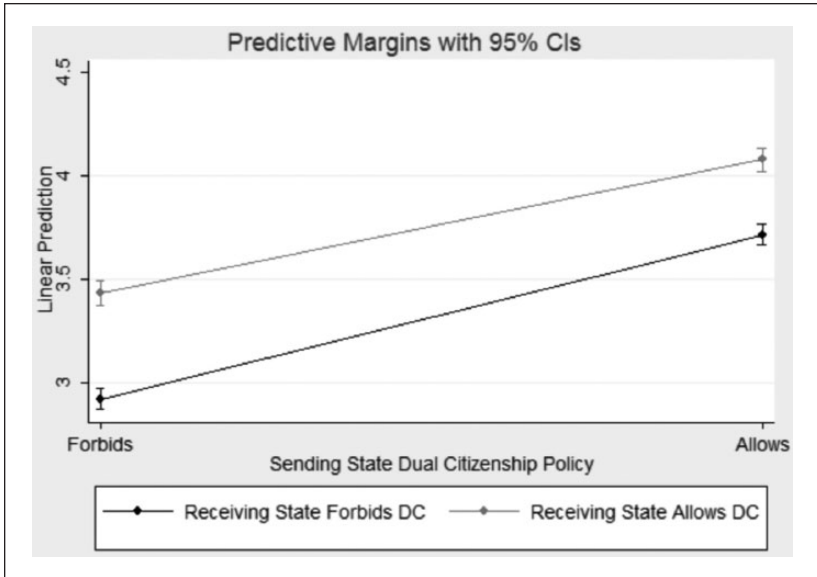 Predictive Margins with 95% CIs
Linear Prediction
4.5
4
3.5
3
Forbids
Allows
Sending State Dual Citizenship Policy
Receiving State Forbids DC
Receiving State Allows DC